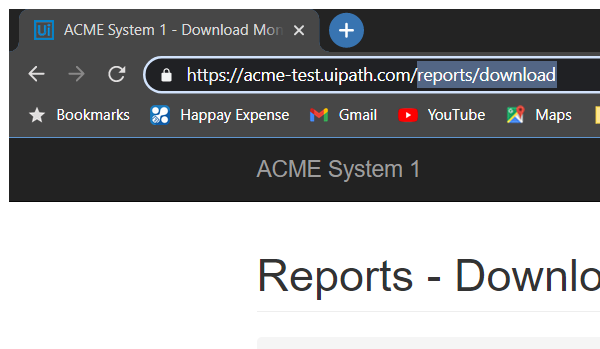 Ui ACME System 1 - Download Mon
https://acme-test.uipath.com/reports/download
Bookmarks Happay Expense Gmail YouTube Maps
ACME System 1
Reports - Downlo